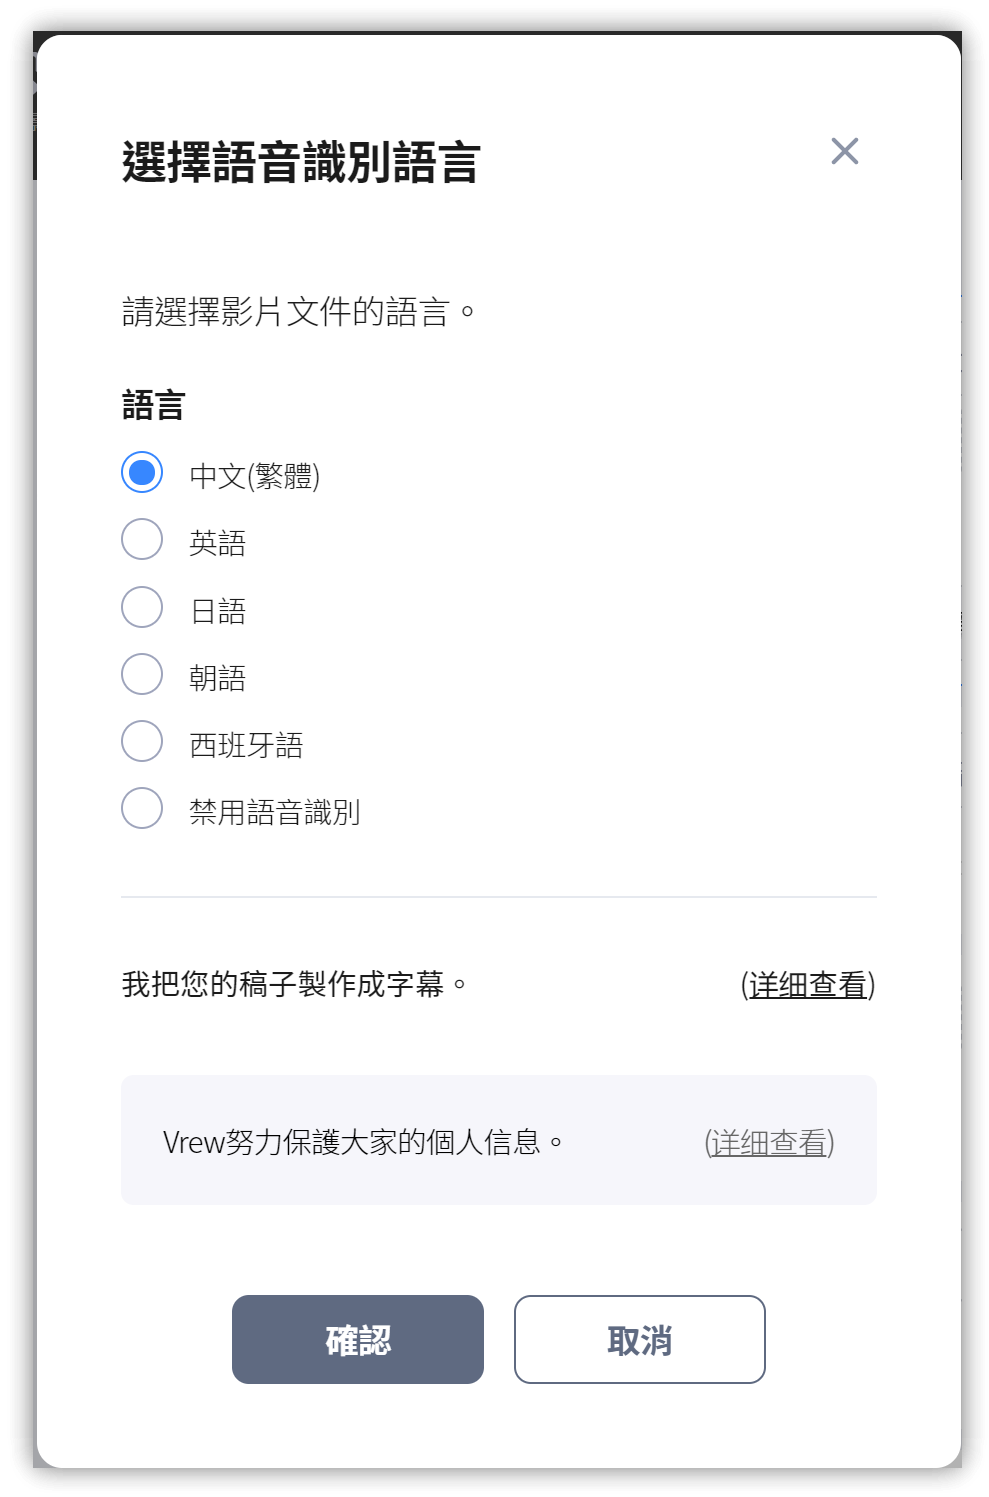 選擇語音識別語言
請選擇影片文件的語言。
語言
中文(繁體)
英語
日語
朝語
西班牙語
禁用語音識別
我把您的稿子製作成字幕。 (详细查看)
Vrew努力保護大家的個人信息。 (详细查看)
確認 取消